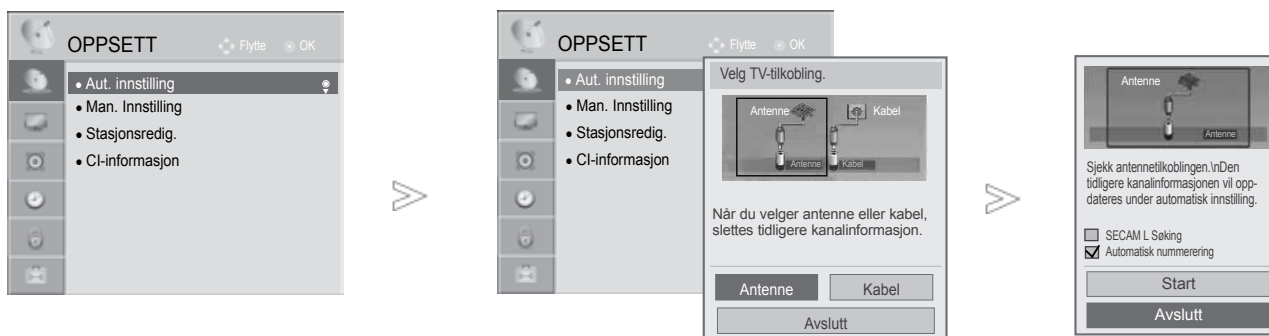 OPPSETT
Flytte OK
Aut. innstilling
Man. Innstilling
Stasjonsredig.
CI-informasjon
OPPSETT
Flytte OK
Aut. innstilling
Man. Innstilling
Stasjonsredig.
CI-informasjon
Velg TV-tilkobling.
Antenne Kabel
Antenne Kabel
Når du velger antenne eller kabel,
slettes tidligere kanalinformasjon.
Antenne Kabel
Avslutt
Antenne
Antenne
Sjekk antennetilkoblingen.\nDen
tidligere kanalinformasjonen vil opp-
dateres under automatisk innstilling.
SECAM L Søking
Automatisk nummerering
Start
Avslutt